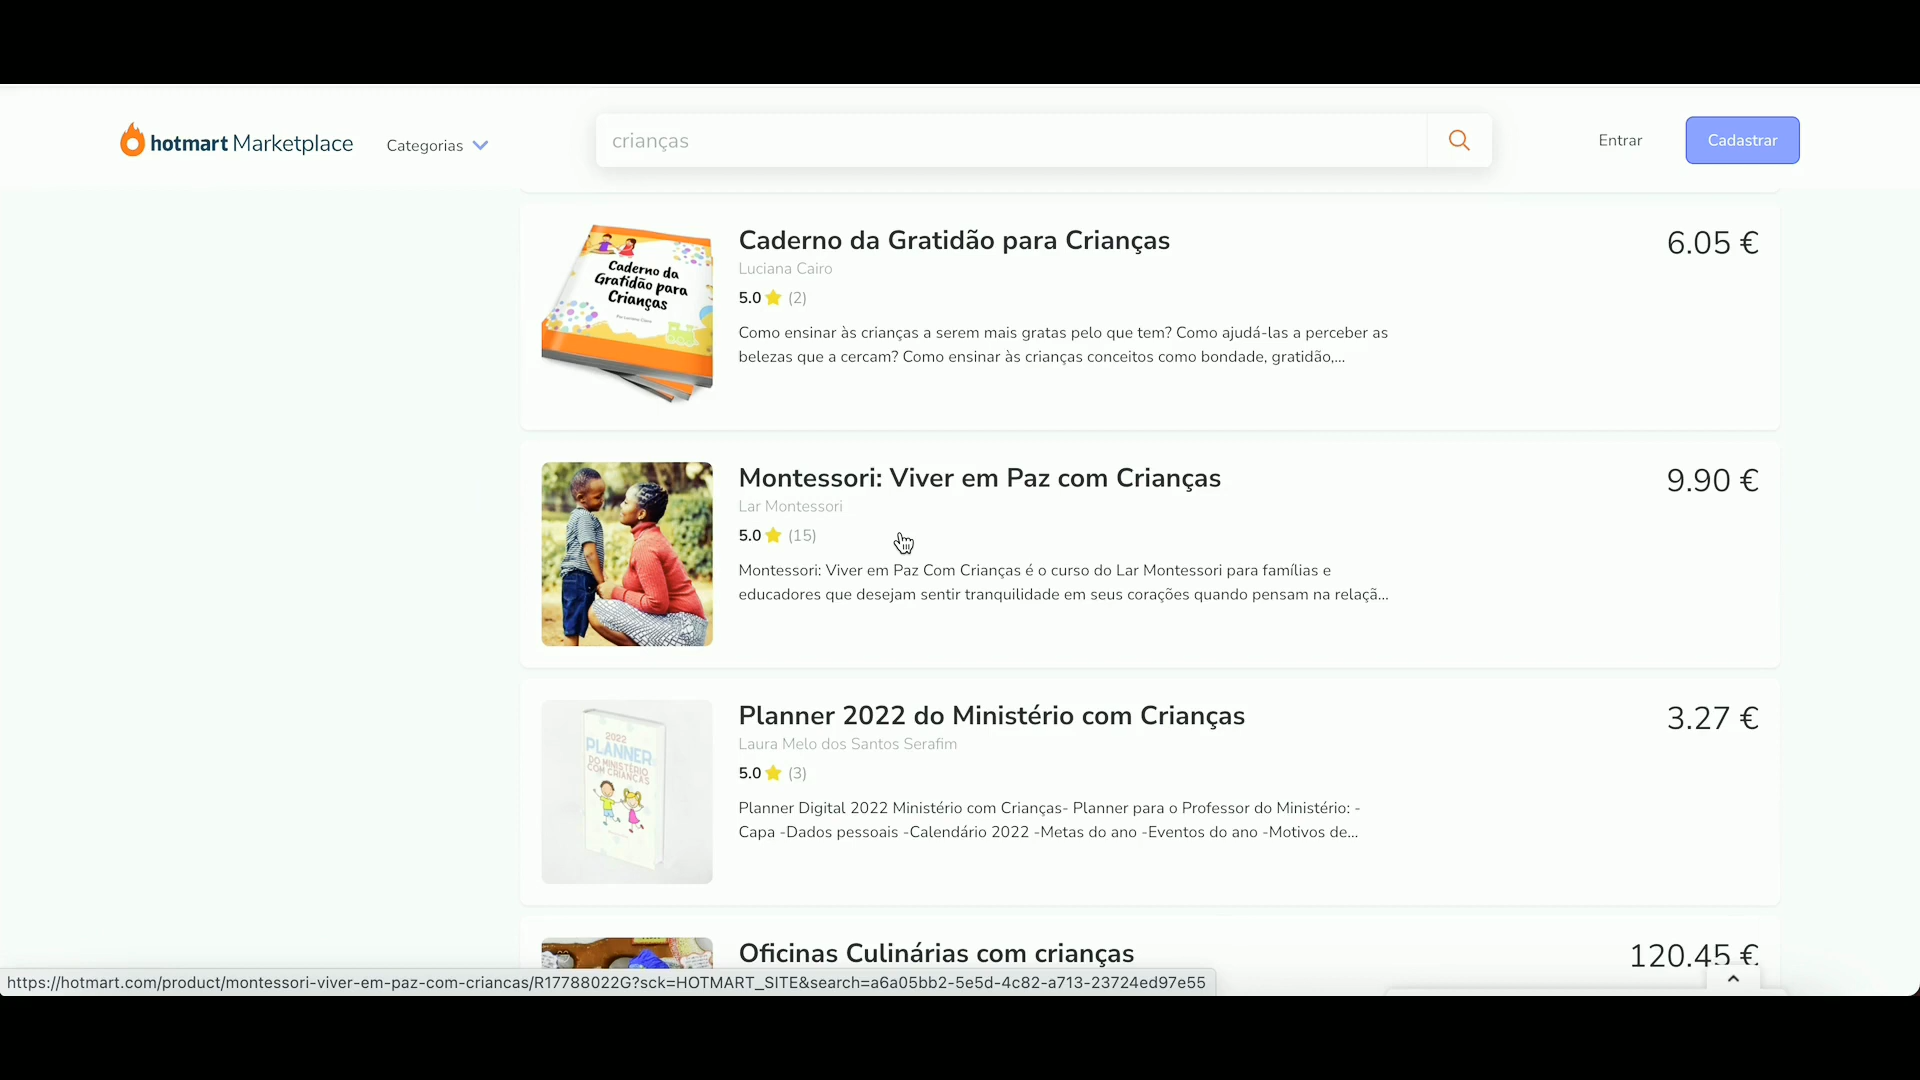 hotmart Marketplace
Categorias
crianças
Entrar
Cadastrar
Caderno da Gratidão para Crianças
6.05 €
Luciana Cairo
5.0 (2)
Como ensinar às crianças a serem mais gratas pelo que tem? Como ajudá-las a perceber as
belezas que a cercam? Como ensinar às crianças conceitos como bondade, gratidão,...
Caderno da
Gratidão para
Crianças
Montessori: Viver em Paz com Crianças
9.90 €
Lar Montessori
5.0 (15)
Montessori: Viver em Paz Com Crianças é o curso do Lar Montessori para famílias e
educadores que desejam sentir tranquilidade em seus corações quando pensam na relaçã...
Planner 2022 do Ministério com Crianças
3.27 €
Laura Melo dos Santos Serafim
5.0 (3)
Planner Digital 2022 Ministério com Crianças- Planner para o Professor do Ministério: -
Capa -Dados pessoais -Calendário 2022 -Metas do ano -Eventos do ano -Motivos de...
2022
PLANNER
DO MINISTÉRIO
COM CRIANÇAS
Oficinas Culinárias com crianças
120.45 €
https://hotmart.com/product/montessori-viver-em-paz-com-criancas/R17788022G?sck=HOTMART_SITE&search=a6a05bb2-5e5d-4c82-a713-23724ed97e55